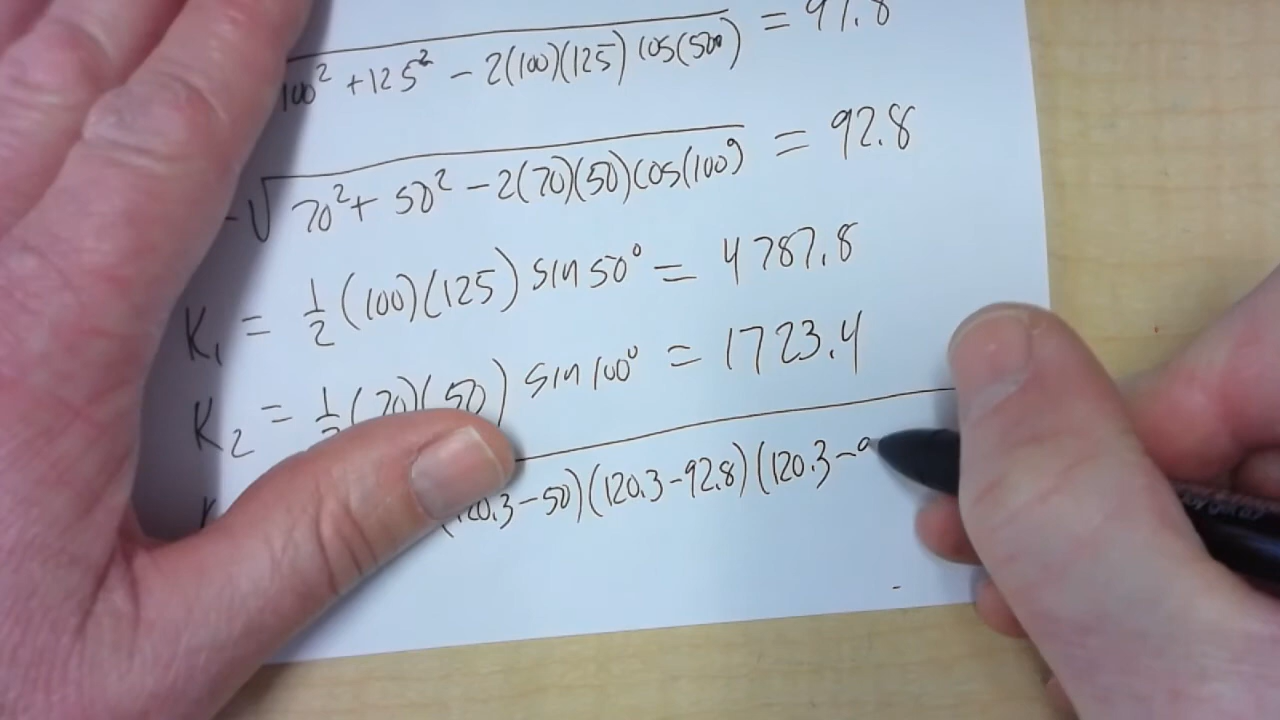 100² + 125² - 2(100)(125) cos(50°) = 97.8
√70² + 50² - 2(70)(50)cos(100°) = 92.8
K₁ = 1/2 (100)(125) sin 50° = 4787.8
K₂ = 1/2 (70)(50) sin 100° = 1723.4
(120.3-50)(120.3-92.8)(120.3-9